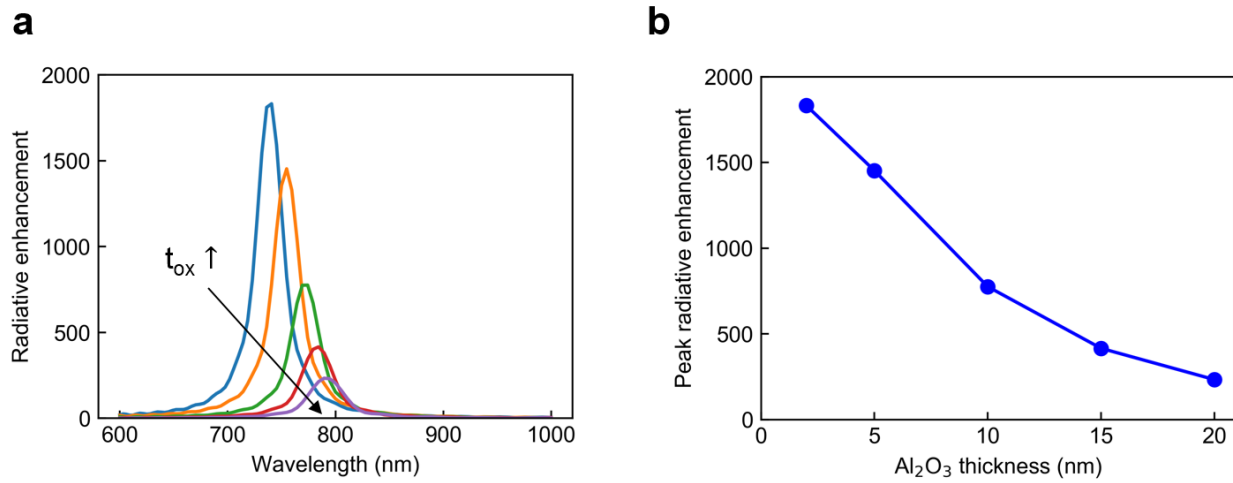 a
2000
1500
1000
500
0
Radiative enhancement
tox ↑
600 700 800 900 1000
Wavelength (nm)
b
2000
1500
1000
500
0
Peak radiative enhancement
0 5 10 15 20
Al₂O₃ thickness (nm)